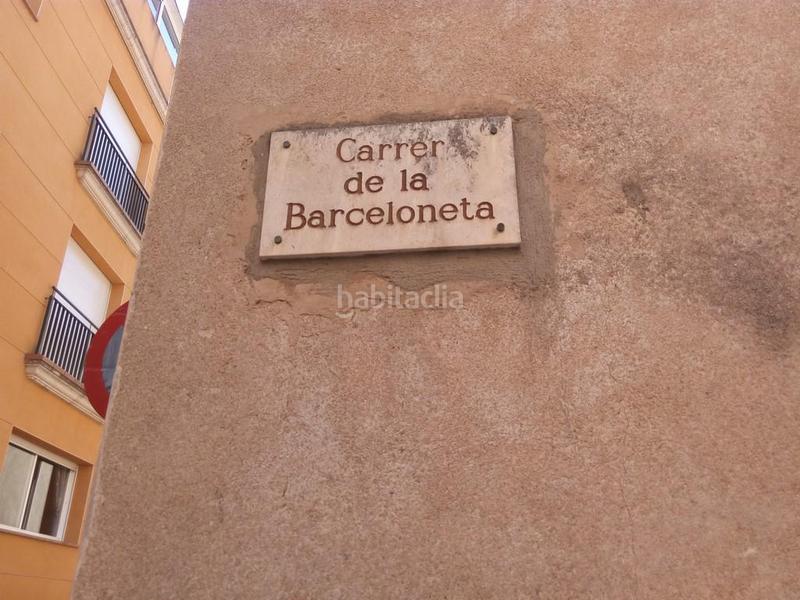 Carrer
de la
Barceloneta
habitaclia